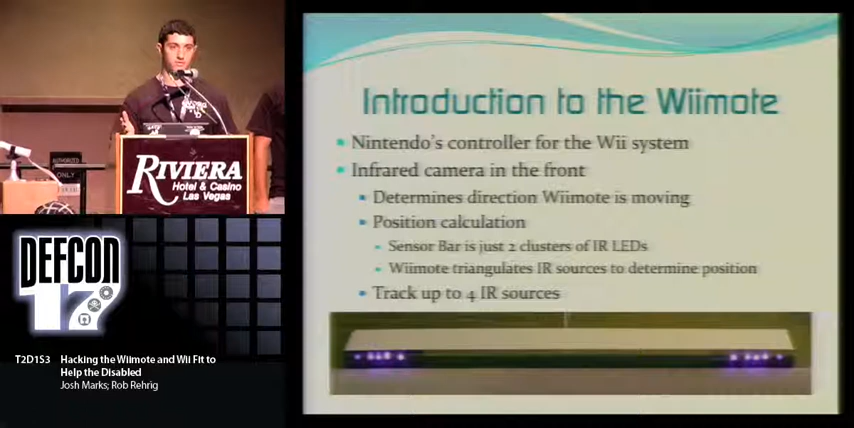 AUTHORIZED
ONLY
RIVIERA
Hotel & Casino
Las Vegas
DEFCON
17
T2D1S3 Hacking the Wiimote and Wii Fit to
Help the Disabled
Josh Marks; Rob Rehrig
Introduction to the Wiimote
Nintendo's controller for the Wii system
Infrared camera in the front
Determines direction Wiimote is moving
Position calculation
Sensor Bar is just 2 clusters of IR LEDs
Wiimote triangulates IR sources to determine position
Track up to 4 IR sources